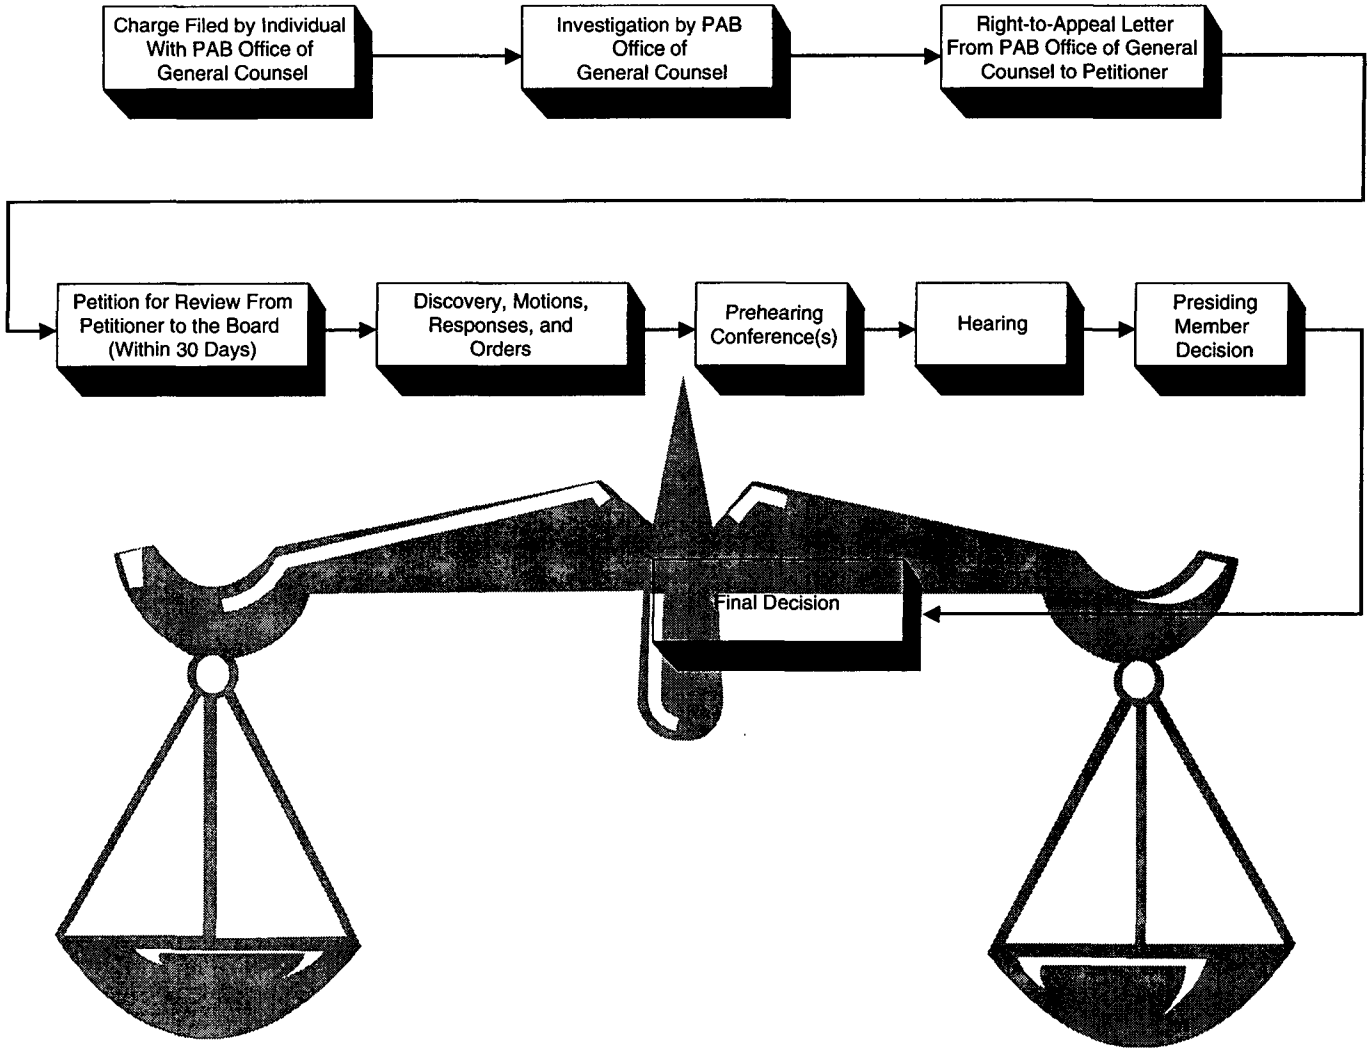 Charge Filed by Individual
With PAB Office of
General Counsel
Investigation by PAB
Office of
General Counsel
Right-to-Appeal Letter
From PAB Office of General
Counsel to Petitioner
Petition for Review From
Petitioner to the Board
(Within 30 Days)
Discovery, Motions,
Responses, and
Orders
Prehearing
Conference(s)
Hearing
Presiding
Member
Decision
Final Decision